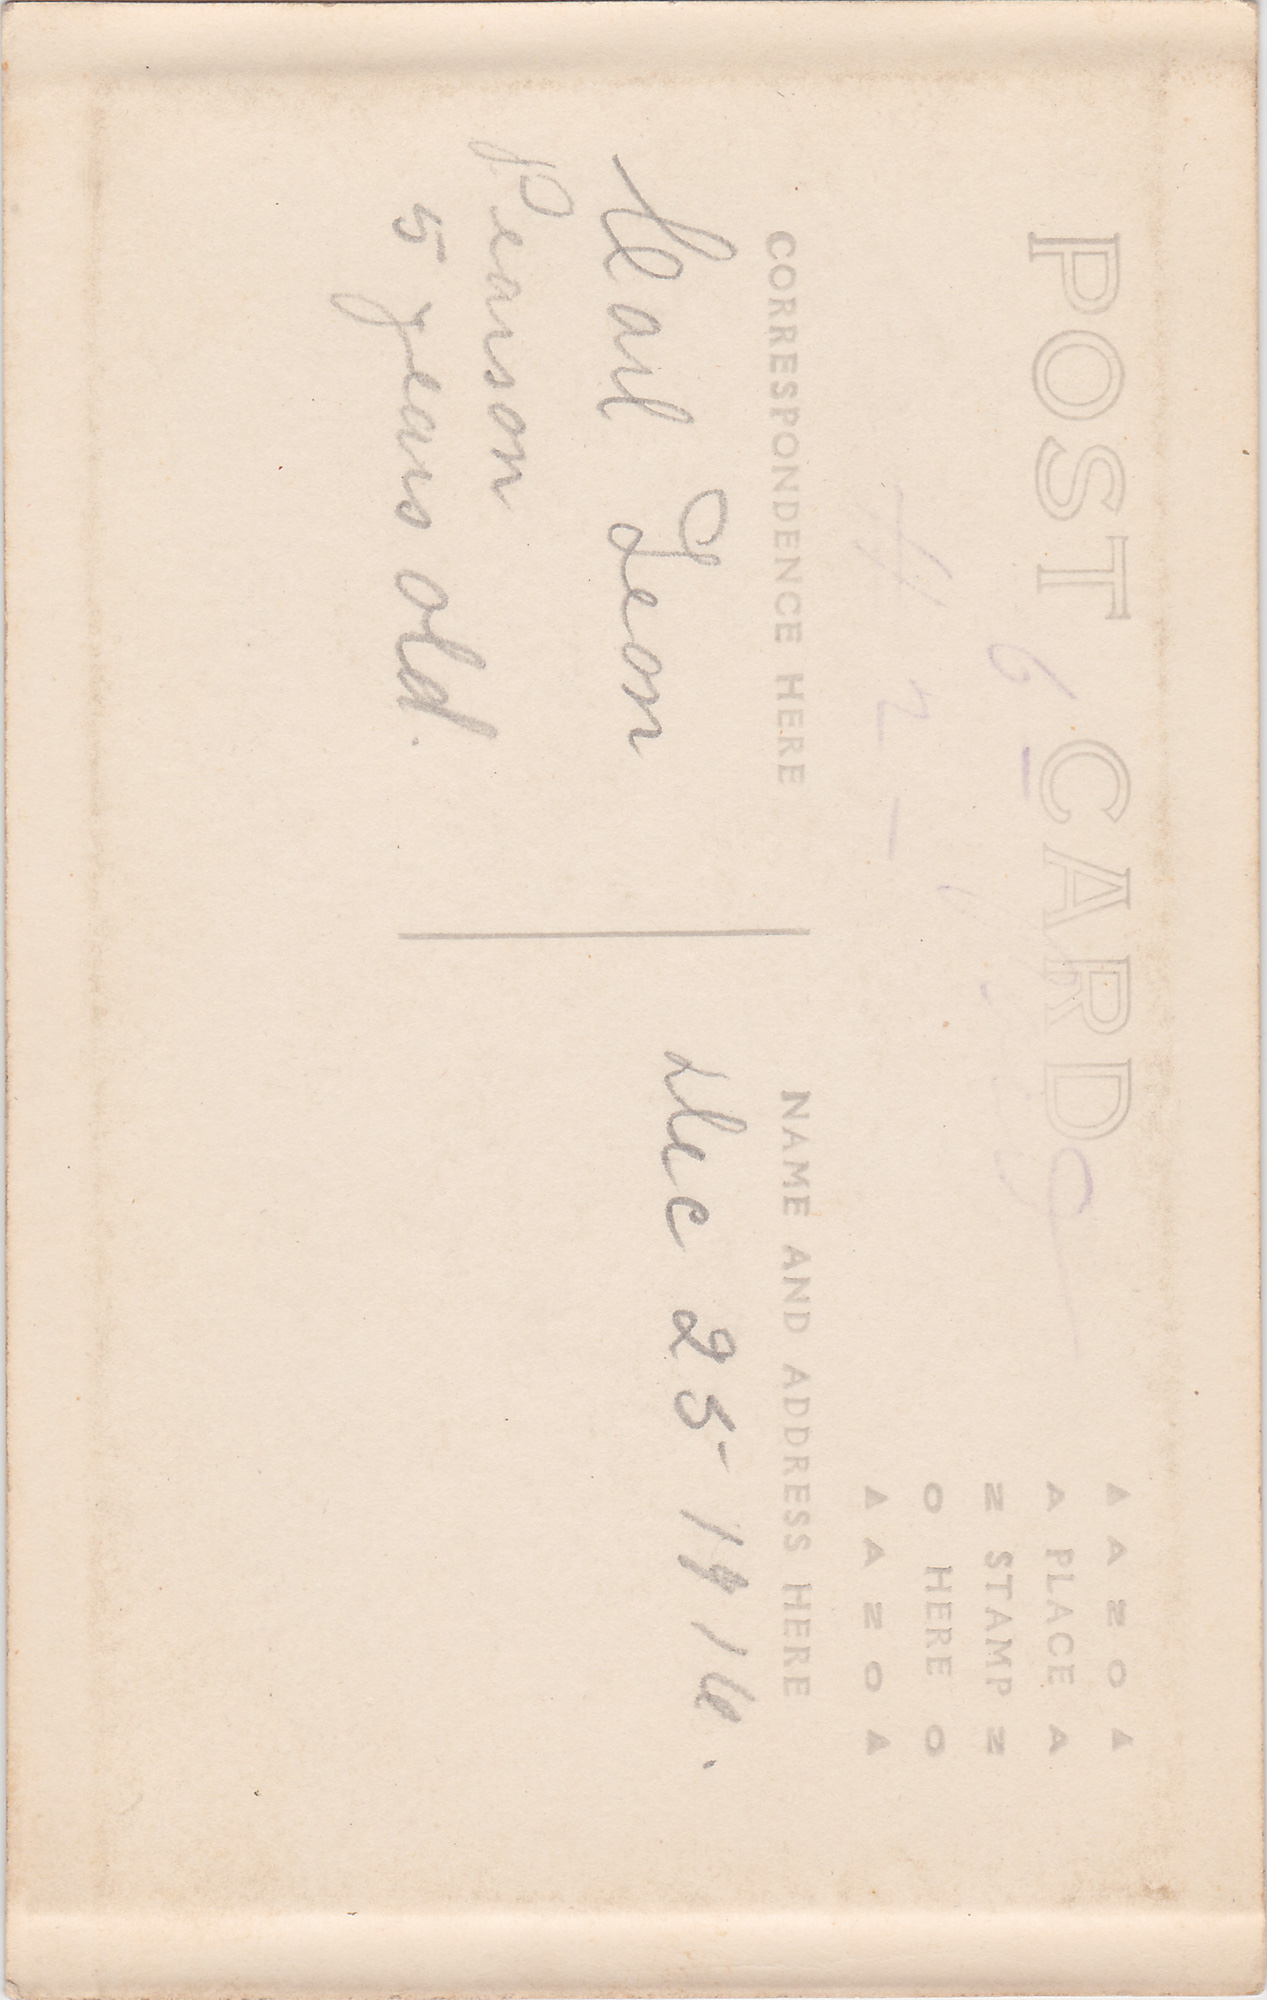 POST CARD
▲ A Z O ▲
A PLACE A
Z STAMP Z
O HERE O
▲ A Z O ▲
CORRESPONDENCE HERE
Carl Leon
Pearson
5 years old.
NAME AND ADDRESS HERE
Dec 25 1916.